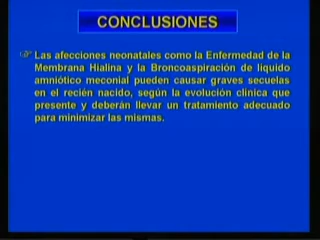 CONCLUSIONES
Las afecciones neonatales como la Enfermedad de la
Membrana Hialina y la Broncoaspiración de líquido
amniótico meconial pueden causar graves secuelas
en el recién nacido, según la evolución clínica que
presente y deberán llevar un tratamiento adecuado
para minimizar las mismas.